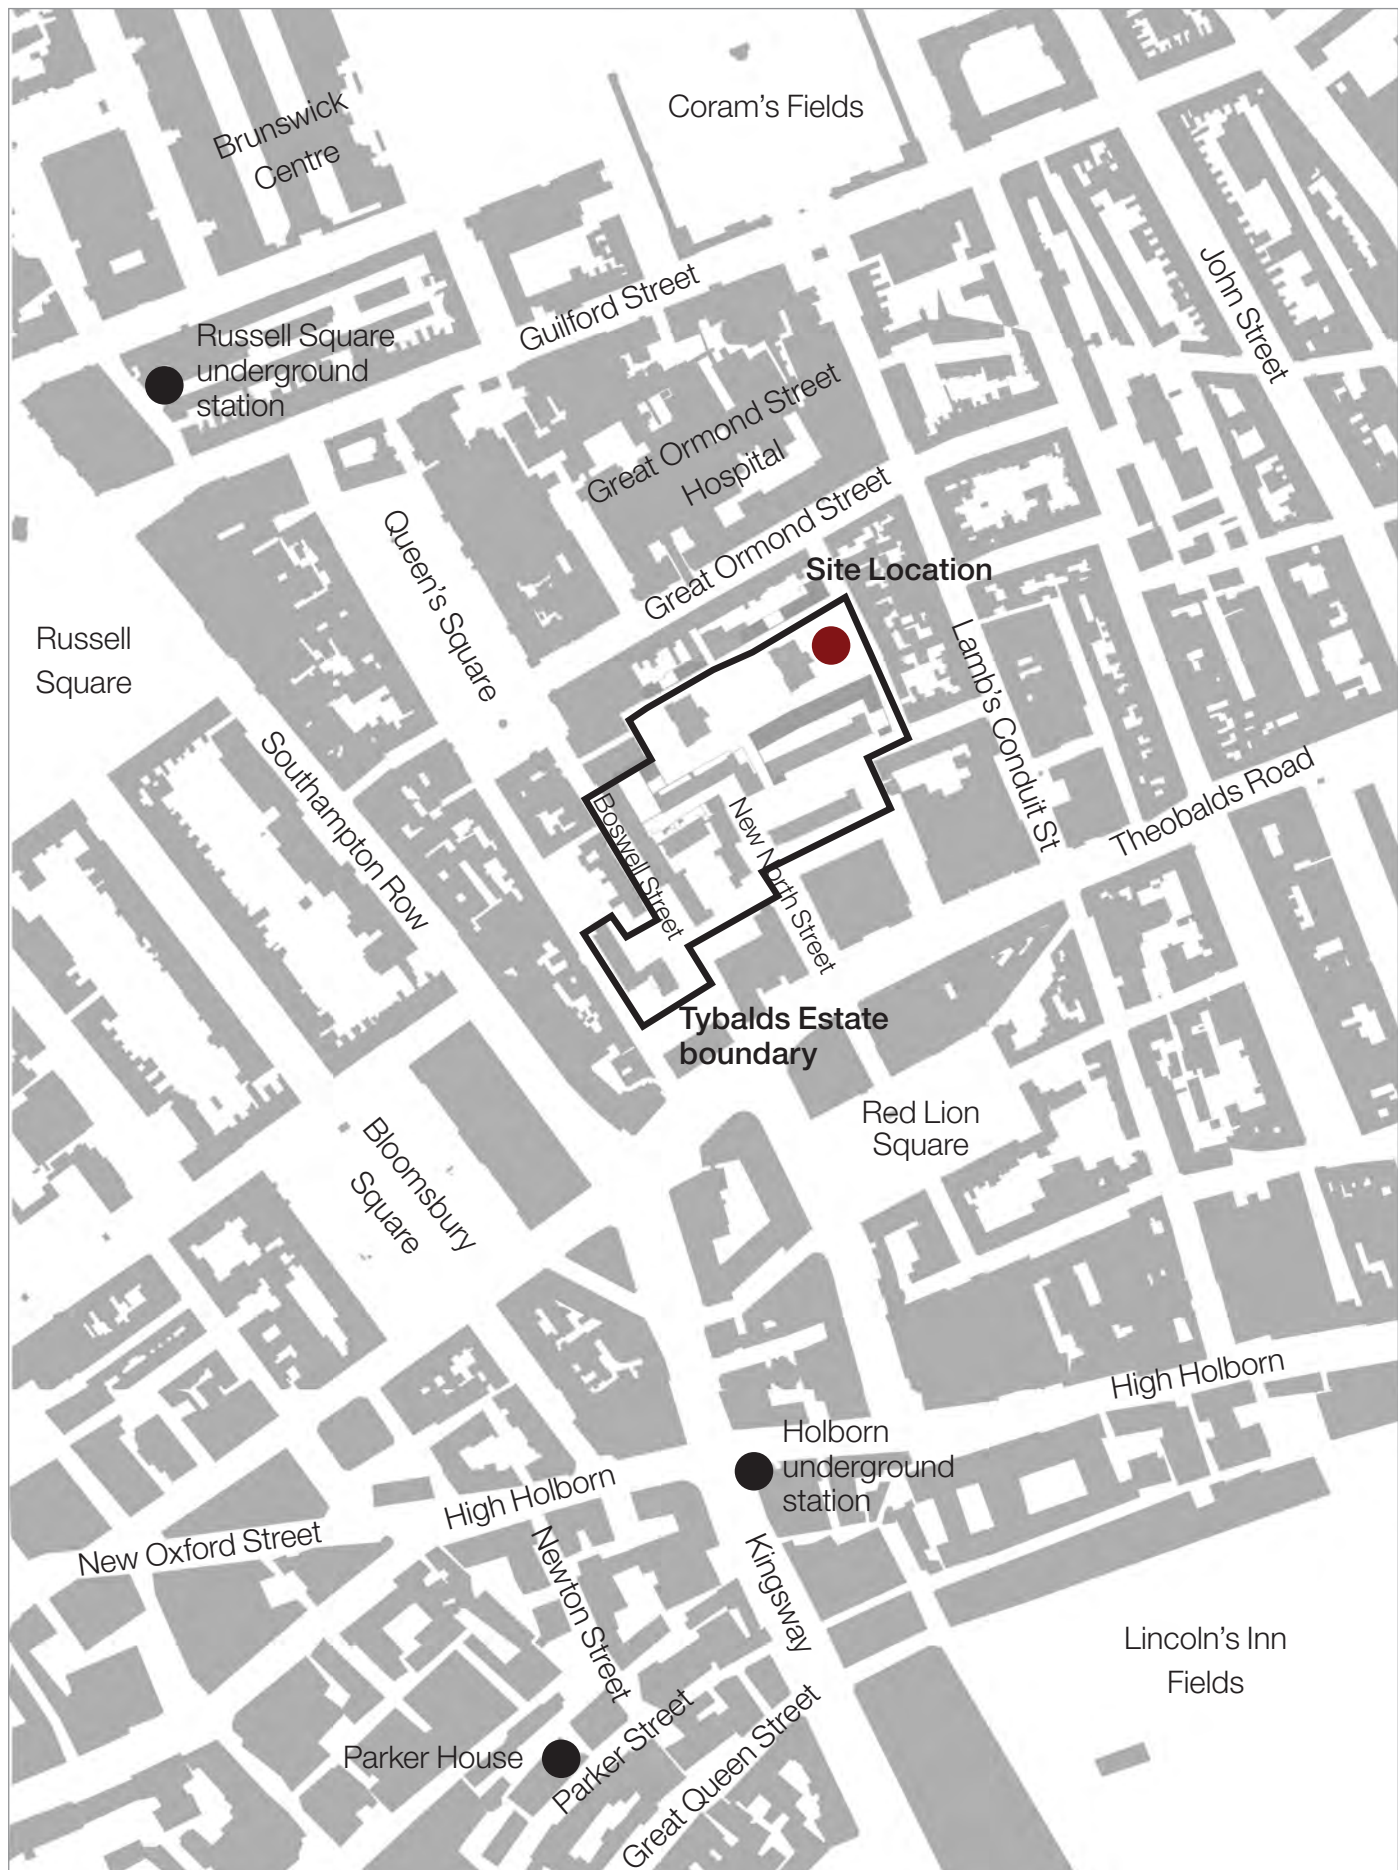 Coram's Fields
Brunswick
Centre
John Street
Guilford Street
Russell Square
underground
station
Great Ormond Street
Hospital
Great Ormond Street
Queen's Square
Site Location
Russell
Square
Lamb's Conduit St
Southampton Row
Boswell Street
New North Street
Theobalds Road
Tybalds Estate
boundary
Red Lion
Square
Bloomsbury
Square
High Holborn
Holborn
underground
station
High Holborn
New Oxford Street
Newton Street
Kingsway
Lincoln's Inn
Fields
Parker House
Parker Street
Great Queen Street